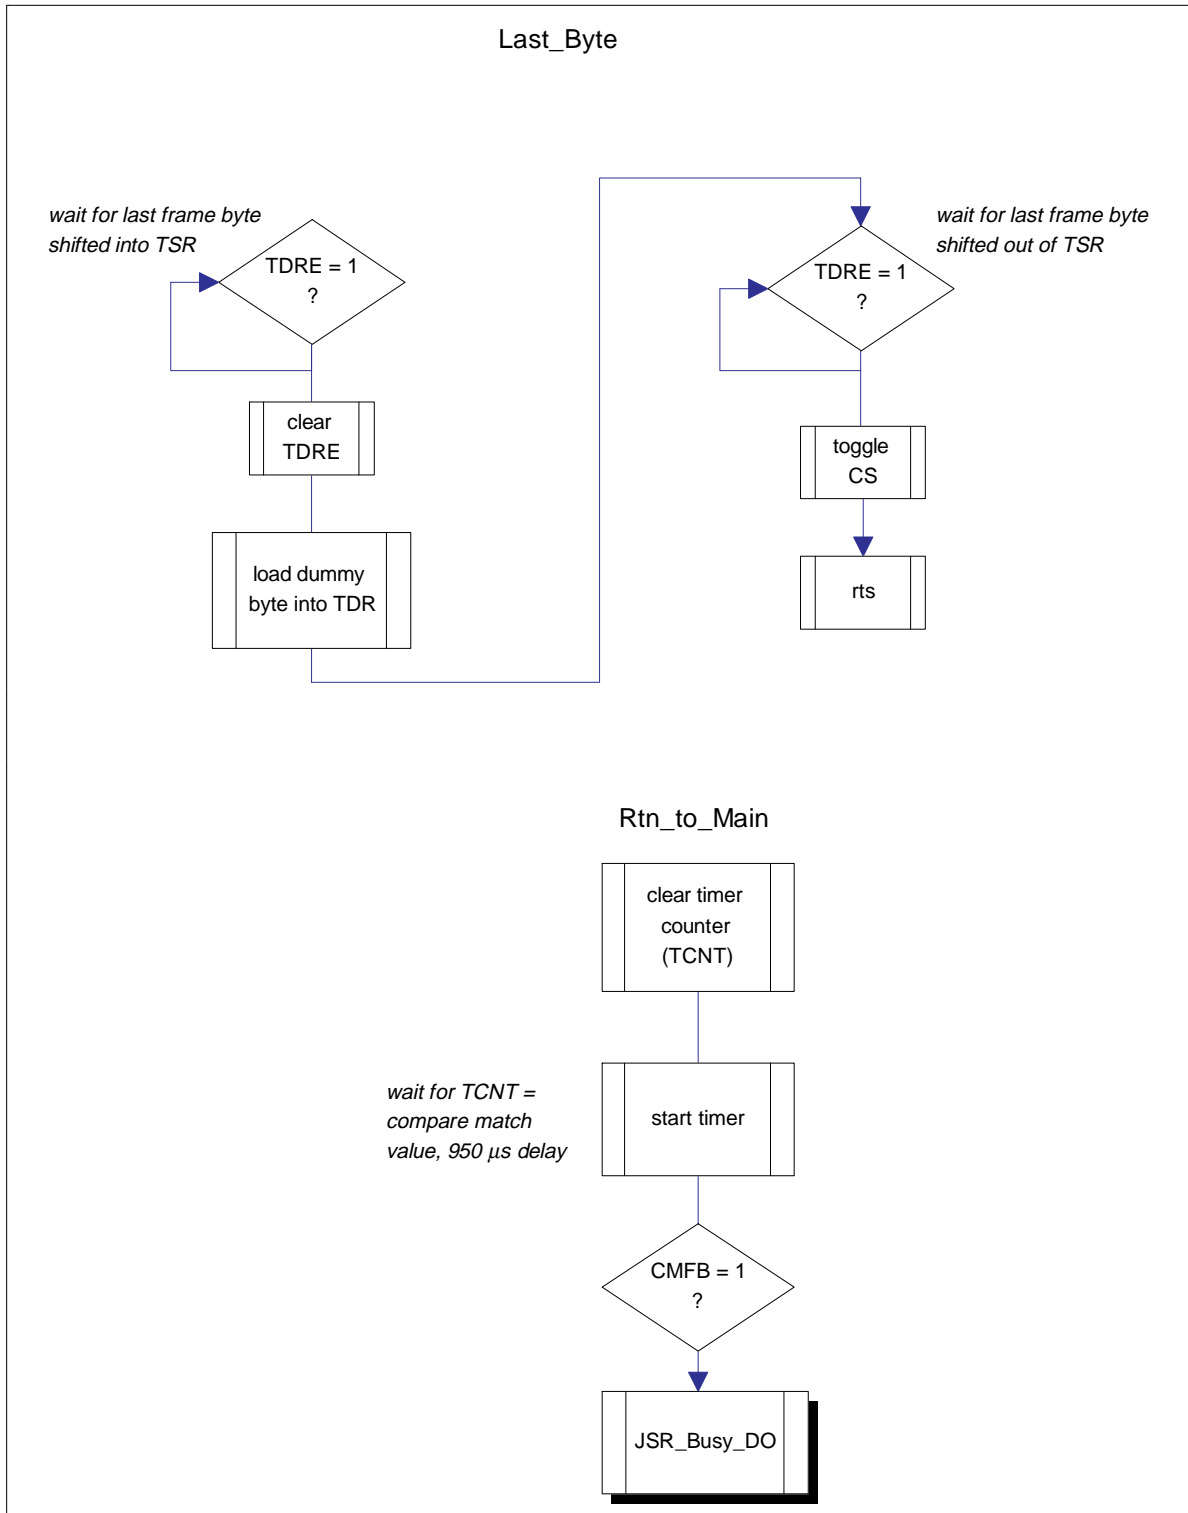 Last_Byte
wait for last frame byte
shifted into TSR
TDRE = 1
?
clear
TDRE
load dummy
byte into TDR
wait for last frame byte
shifted out of TSR
TDRE = 1
?
toggle
CS
rts
Rtn_to_Main
clear timer
counter
(TCNT)
wait for TCNT =
compare match
value, 950 μs delay
start timer
CMFB = 1
?
JSR_Busy_DO